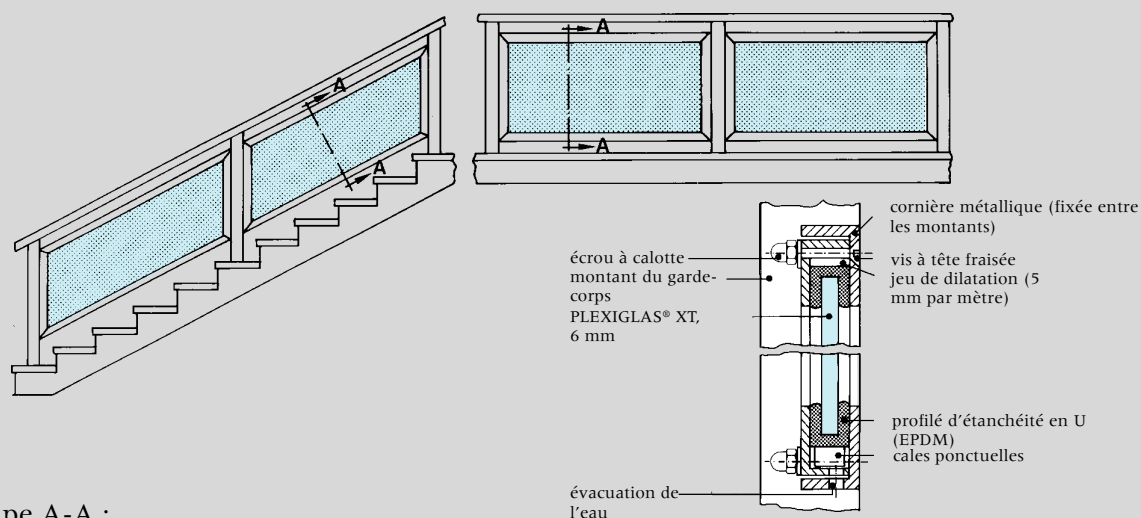 A
A
A
A
cornière métallique (fixée entre
les montants)
écrou à calotte
montant du garde-
corps
PLEXIGLAS® XT,
6 mm
vis à tête fraisée
jeu de dilatation (5
mm par mètre)
profilé d'étanchéité en U
(EPDM)
cales ponctuelles
évacuation de
l'eau
pe A-A :